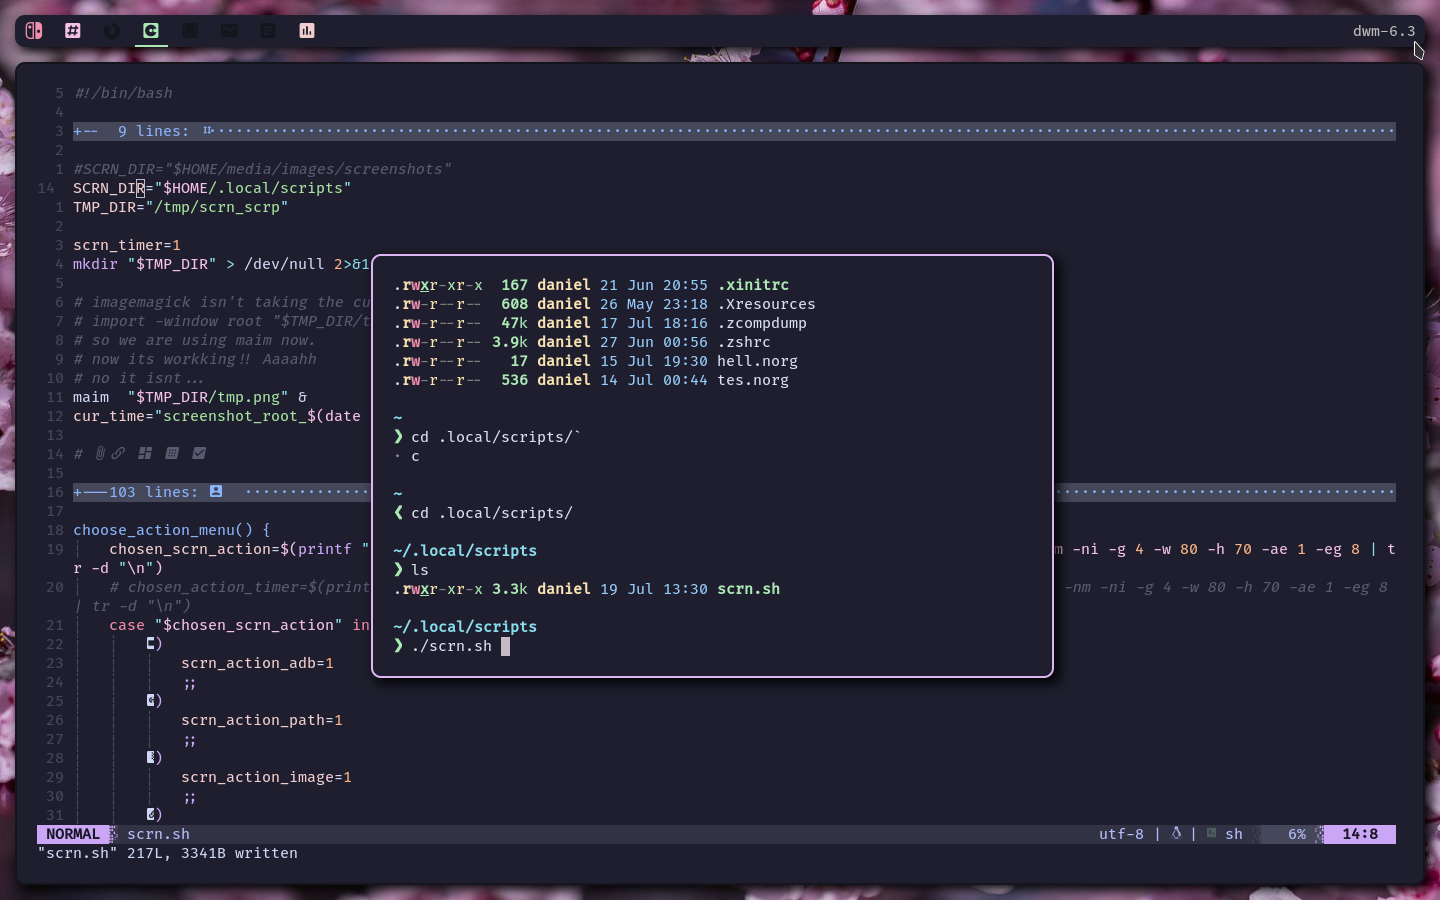 dwm-6.3
5 #!/bin/bash
4
3 +-- 9 lines:
2
1 #SCRN_DIR="$HOME/media/images/screenshots"
14 SCRN_DIR="$HOME/.local/scripts"
1 TMP_DIR="/tmp/scrn_scrp"
2
3 scrn_timer=1
4 mkdir "$TMP_DIR" > /dev/null 2>&1
5
6 # imagemagick isn't taking the cu
7 # import -window root "$TMP_DIR/t
8 # so we are using maim now.
9 # now its workking!! Aaaahh
10 # no it isnt...
11 maim "$TMP_DIR/tmp.png" &
12 cur_time="screenshot_root_$(date
13
14 #
15
16 +---103 lines:
17
18 choose_action_menu() {
19 chosen_scrn_action=$(printf " m -ni -g 4 -w 80 -h 70 -ae 1 -eg 8 | t
r -d "\n")
20 # chosen_action_timer=$(print -nm -ni -g 4 -w 80 -h 70 -ae 1 -eg 8
| tr -d "\n")
21 case "$chosen_scrn_action" in
22 )
23 scrn_action_adb=1
24 ;;
25 )
26 scrn_action_path=1
27 ;;
28 )
29 scrn_action_image=1
30 ;;
31 )
NORMAL scrn.sh utf-8 | | sh 6% 14:8
"scrn.sh" 217L, 3341B written
.rwxr-xr-x 167 daniel 21 Jun 20:55 .xinitrc
.rw-r--r-- 608 daniel 26 May 23:18 .Xresources
.rw-r--r-- 47k daniel 17 Jul 18:16 .zcompdump
.rw-r--r-- 3.9k daniel 27 Jun 00:56 .zshrc
.rw-r--r-- 17 daniel 15 Jul 19:30 hell.norg
.rw-r--r-- 536 daniel 14 Jul 00:44 tes.norg
~
❯ cd .local/scripts/`
· c
~
❮ cd .local/scripts/
~/.local/scripts
❯ ls
.rwxr-xr-x 3.3k daniel 19 Jul 13:30 scrn.sh
~/.local/scripts
❯ ./scrn.sh